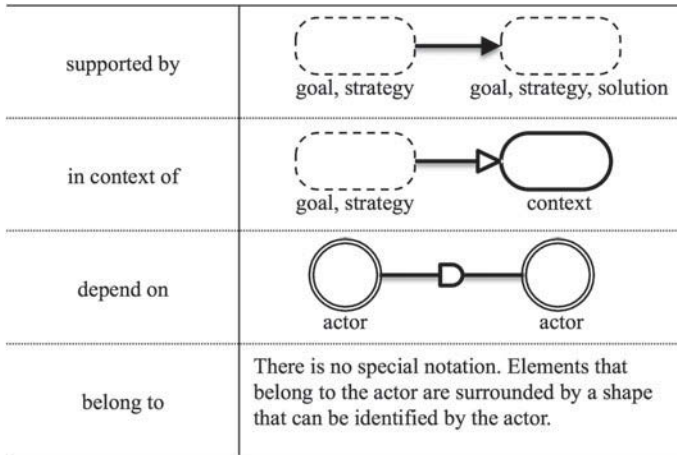 supported by
goal, strategy
goal, strategy, solution
in context of
goal, strategy
context
depend on
actor
actor
belong to
There is no special notation. Elements that
belong to the actor are surrounded by a shape
that can be identified by the actor.